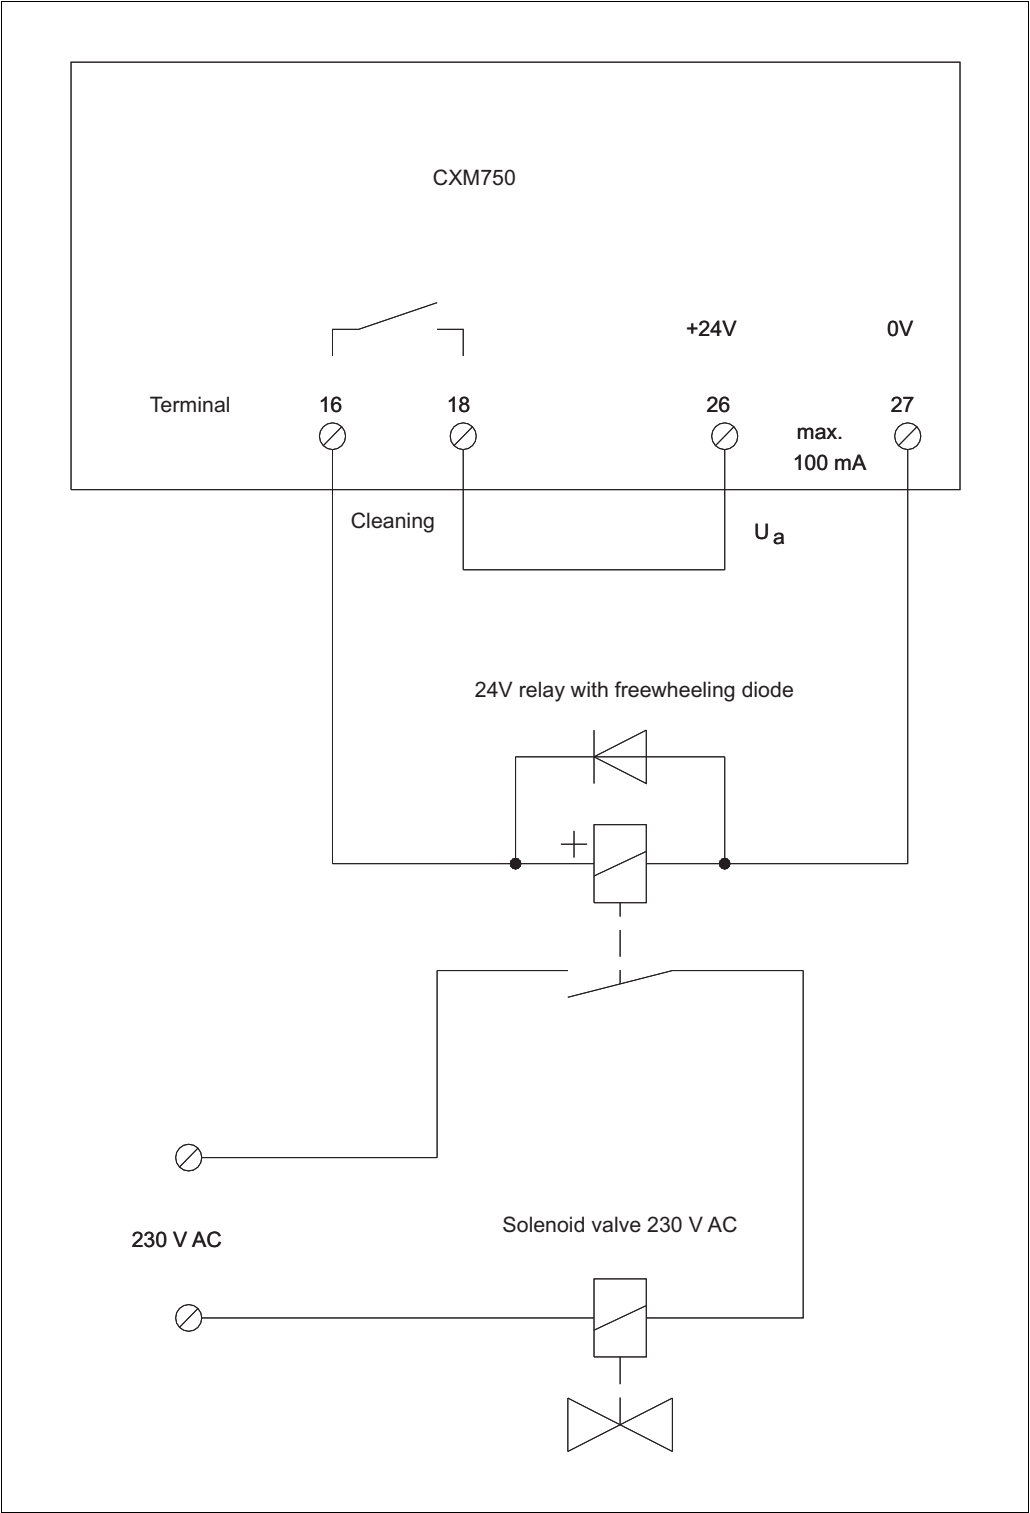 CXM750
+24V 0V
Terminal 16 18 26 27
max.
100 mA
Cleaning
Ua
24V relay with freewheeling diode
+
Solenoid valve 230 V AC
230 V AC